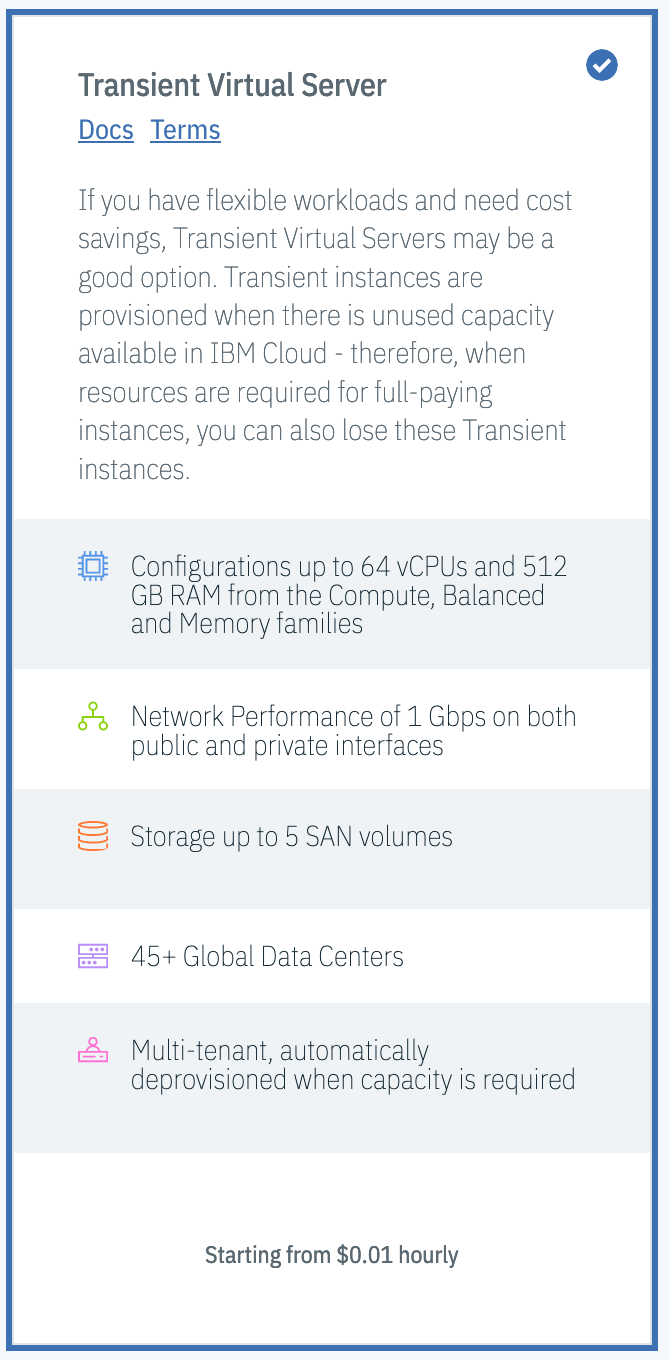 Transient Virtual Server
Docs Terms
If you have flexible workloads and need cost
savings, Transient Virtual Servers may be a
good option. Transient instances are
provisioned when there is unused capacity
available in IBM Cloud - therefore, when
resources are required for full-paying
instances, you can also lose these Transient
instances.
Configurations up to 64 vCPUs and 512
GB RAM from the Compute, Balanced
and Memory families
Network Performance of 1 Gbps on both
public and private interfaces
Storage up to 5 SAN volumes
45+ Global Data Centers
Multi-tenant, automatically
deprovisioned when capacity is required
Starting from $0.01 hourly